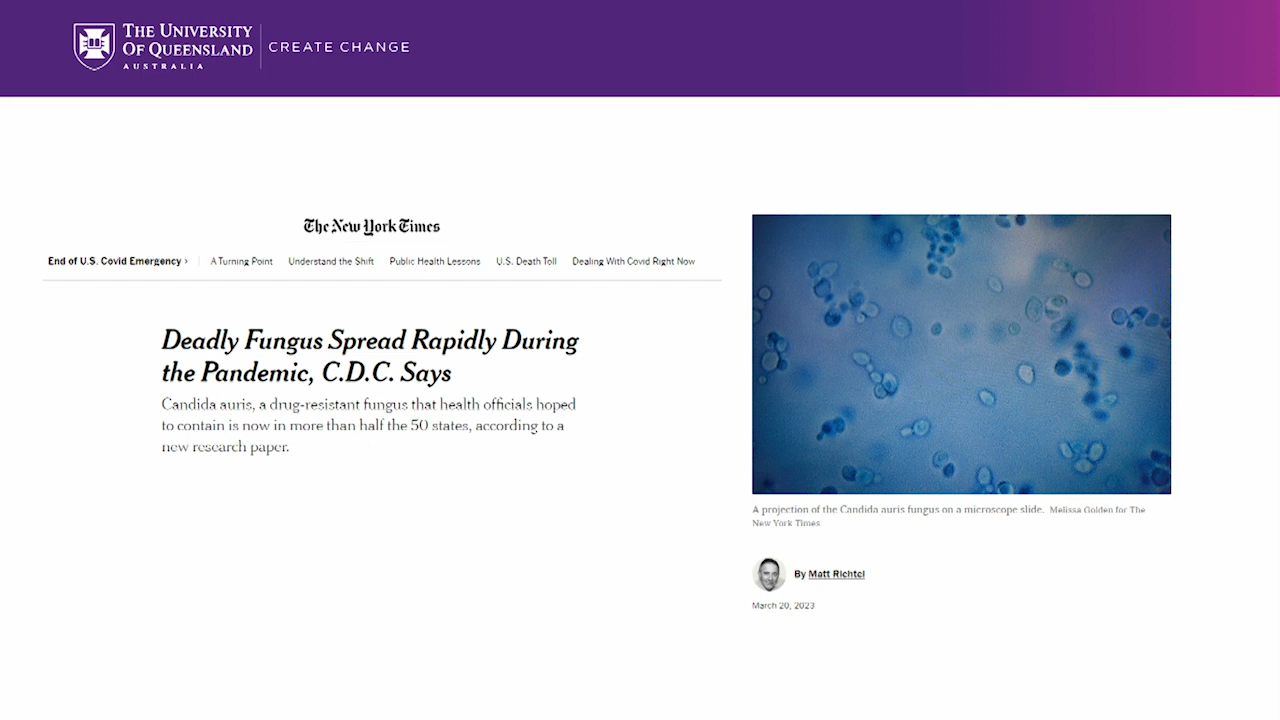 THE UNIVERSITY
OF QUEENSLAND
AUSTRALIA
CREATE CHANGE
The New York Times
End of U.S. Covid Emergency › A Turning Point Understand the Shift Public Health Lessons U.S. Death Toll Dealing With Covid Right Now
Deadly Fungus Spread Rapidly During
the Pandemic, C.D.C. Says
Candida auris, a drug-resistant fungus that health officials hoped
to contain is now in more than half the 50 states, according to a
new research paper.
A projection of the Candida auris fungus on a microscope slide. Melissa Golden for The
New York Times
By Matt Richtel
March 20, 2023